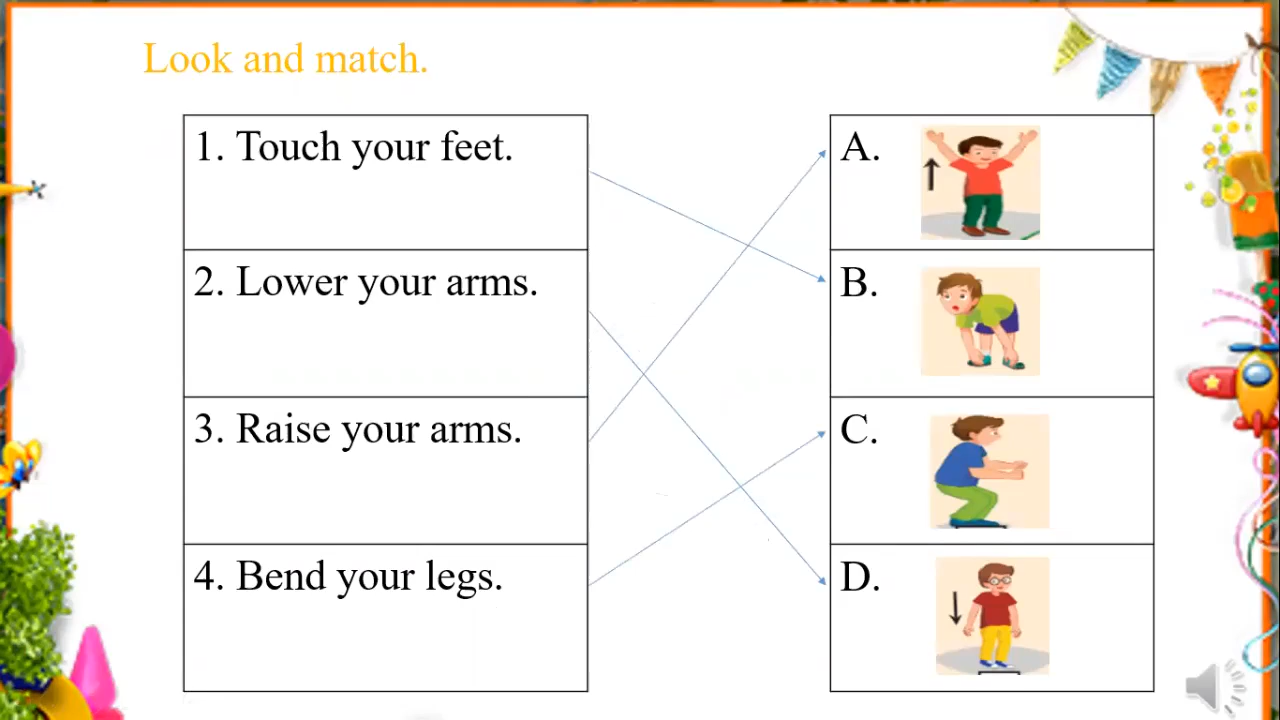 Look and match.
1. Touch your feet.
A.
2. Lower your arms.
B.
3. Raise your arms.
C.
4. Bend your legs.
D.